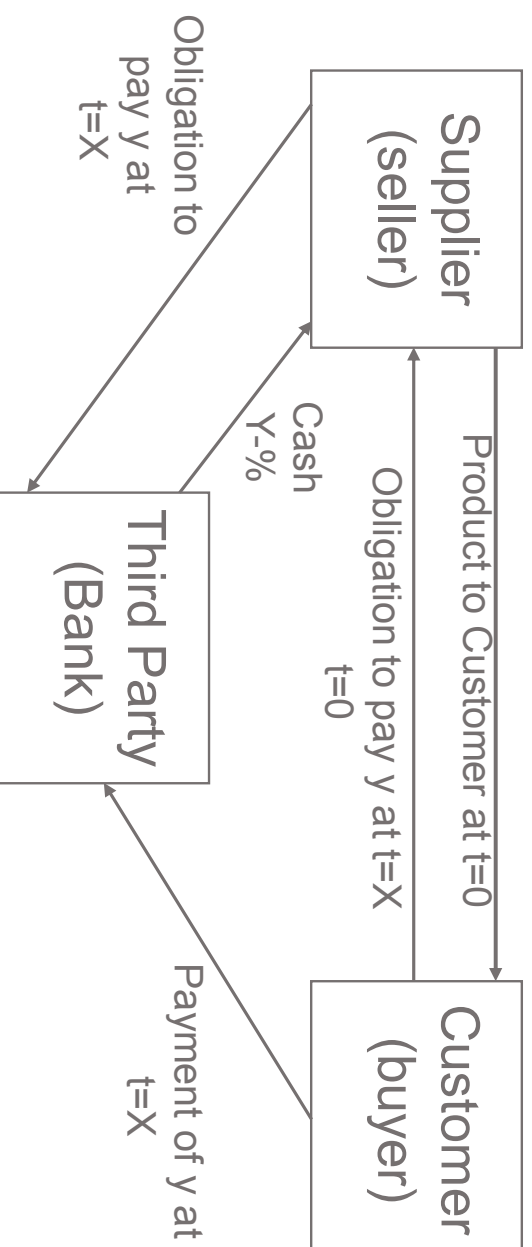 Supplier
(seller)
Product to Customer at t=0
Obligation to pay y at t=X
t=0
Customer
(buyer)
Obligation to
pay y at
t=X
Cash
Y-%
Third Party
(Bank)
Payment of y at
t=X